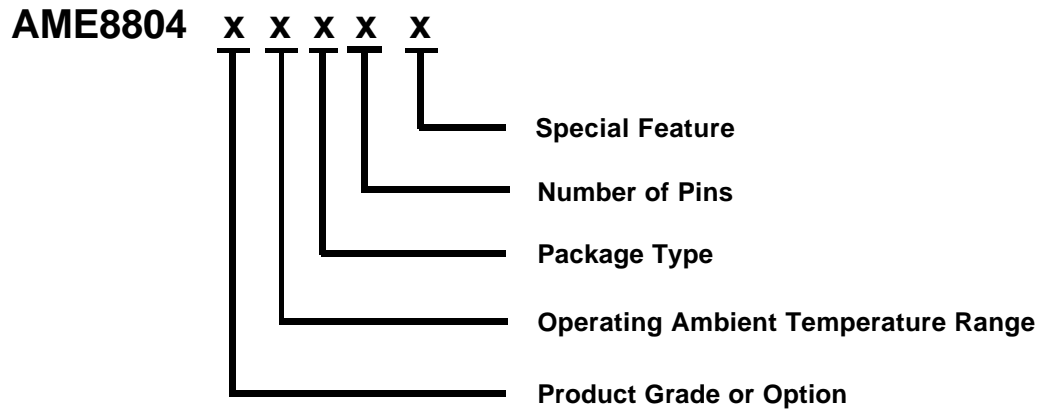 AME8804 x x x x x
Special Feature
Number of Pins
Package Type
Operating Ambient Temperature Range
Product Grade or Option